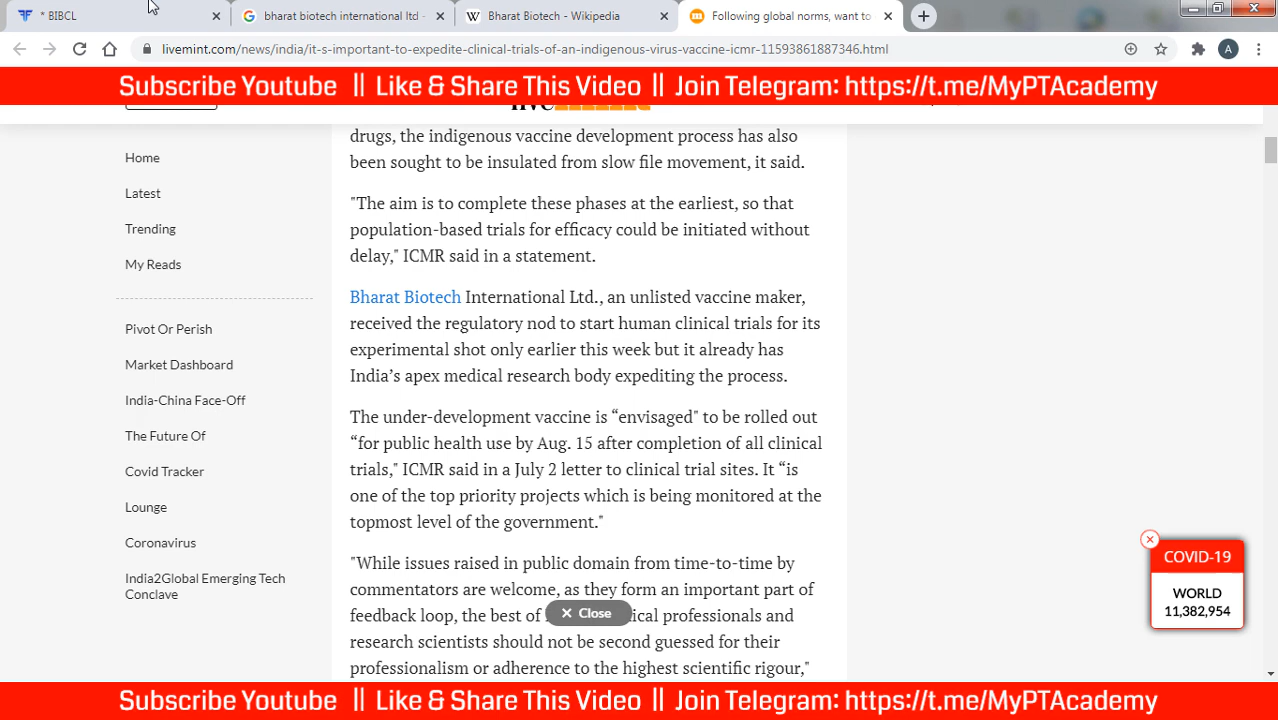 * BIBCL
bharat biotech international ltd -
Bharat Biotech - Wikipedia
Following global norms, want to
livemint.com/news/india/it-s-important-to-expedite-clinical-trials-of-an-indigenous-virus-vaccine-icmr-11593861887346.html
A
Subscribe Youtube || Like & Share This Video || Join Telegram: https://t.me/MyPTAcademy
drugs, the indigenous vaccine development process has also
been sought to be insulated from slow file movement, it said.
"The aim is to complete these phases at the earliest, so that
population-based trials for efficacy could be initiated without
delay," ICMR said in a statement.
Bharat Biotech International Ltd., an unlisted vaccine maker,
received the regulatory nod to start human clinical trials for its
experimental shot only earlier this week but it already has
India's apex medical research body expediting the process.
The under-development vaccine is “envisaged" to be rolled out
“for public health use by Aug. 15 after completion of all clinical
trials," ICMR said in a July 2 letter to clinical trial sites. It “is
one of the top priority projects which is being monitored at the
topmost level of the government."
"While issues raised in public domain from time-to-time by
commentators are welcome, as they form an important part of
feedback loop, the best of ical professionals and
research scientists should not be second guessed for their
professionalism or adherence to the highest scientific rigour,"
Home
Latest
Trending
My Reads
Pivot Or Perish
Market Dashboard
India-China Face-Off
The Future Of
Covid Tracker
Lounge
Coronavirus
India2Global Emerging Tech
Conclave
Close
COVID-19
WORLD
11,382,954
Subscribe Youtube || Like & Share This Video || Join Telegram: https://t.me/MyPTAcademy